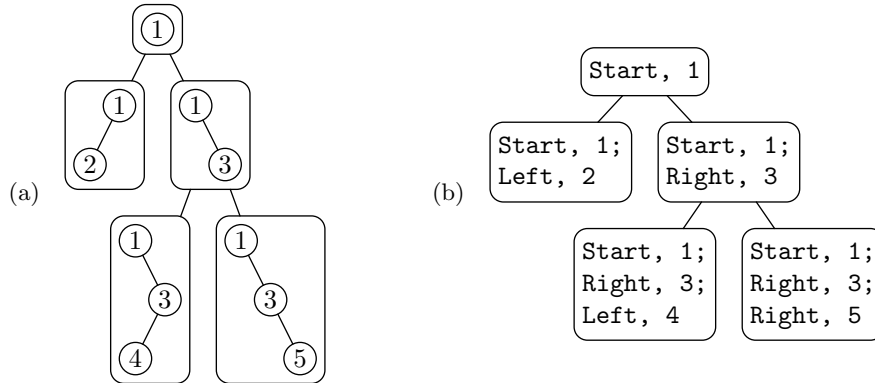 1
1
2
1
3
(a)
1
3
4
1
3
5
(b)
Start, 1
Start, 1;
Left, 2
Start, 1;
Right, 3
Start, 1;
Right, 3;
Left, 4
Start, 1;
Right, 3;
Right, 5